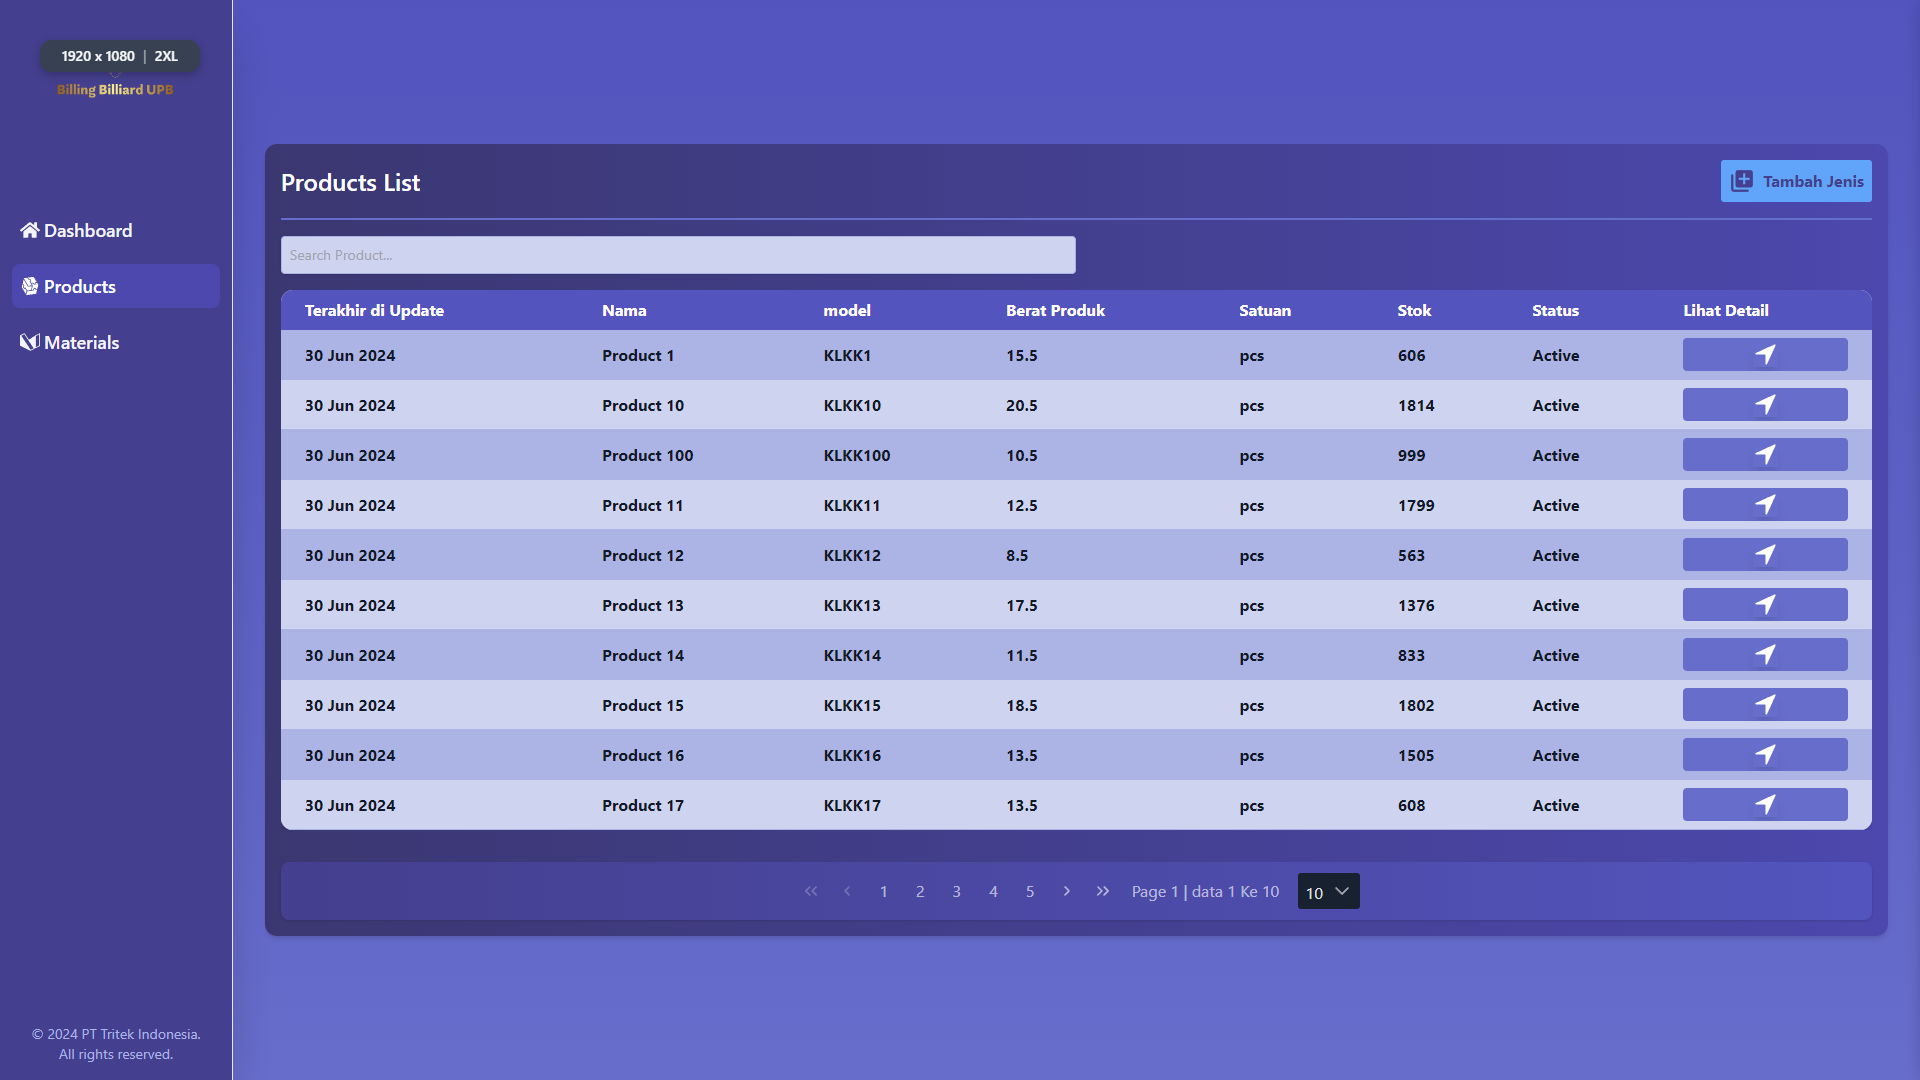 1920 x 1080 | 2XL
Billing Billiard UPB
Dashboard
Products
Materials
© 2024 PT Tritek Indonesia.
All rights reserved.
Products List
Tambah Jenis
Search Product...
Terakhir di Update Nama model Berat Produk Satuan Stok Status Lihat Detail
30 Jun 2024 Product 1 KLKK1 15.5 pcs 606 Active
30 Jun 2024 Product 10 KLKK10 20.5 pcs 1814 Active
30 Jun 2024 Product 100 KLKK100 10.5 pcs 999 Active
30 Jun 2024 Product 11 KLKK11 12.5 pcs 1799 Active
30 Jun 2024 Product 12 KLKK12 8.5 pcs 563 Active
30 Jun 2024 Product 13 KLKK13 17.5 pcs 1376 Active
30 Jun 2024 Product 14 KLKK14 11.5 pcs 833 Active
30 Jun 2024 Product 15 KLKK15 18.5 pcs 1802 Active
30 Jun 2024 Product 16 KLKK16 13.5 pcs 1505 Active
30 Jun 2024 Product 17 KLKK17 13.5 pcs 608 Active
1 2 3 4 5 Page 1 | data 1 Ke 10 10